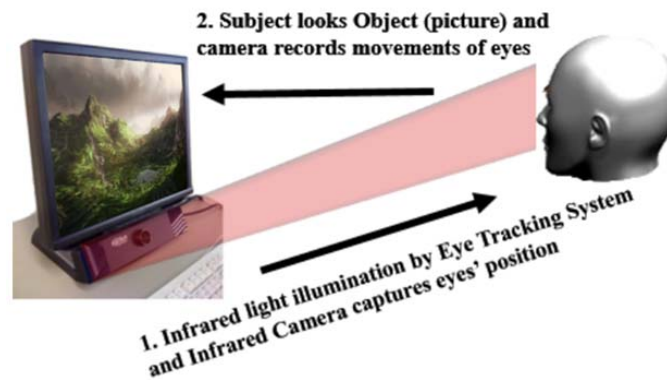 2. Subject looks Object (picture) and
camera records movements of eyes
1. Infrared light illumination by Eye Tracking System
and Infrared Camera captures eyes' position